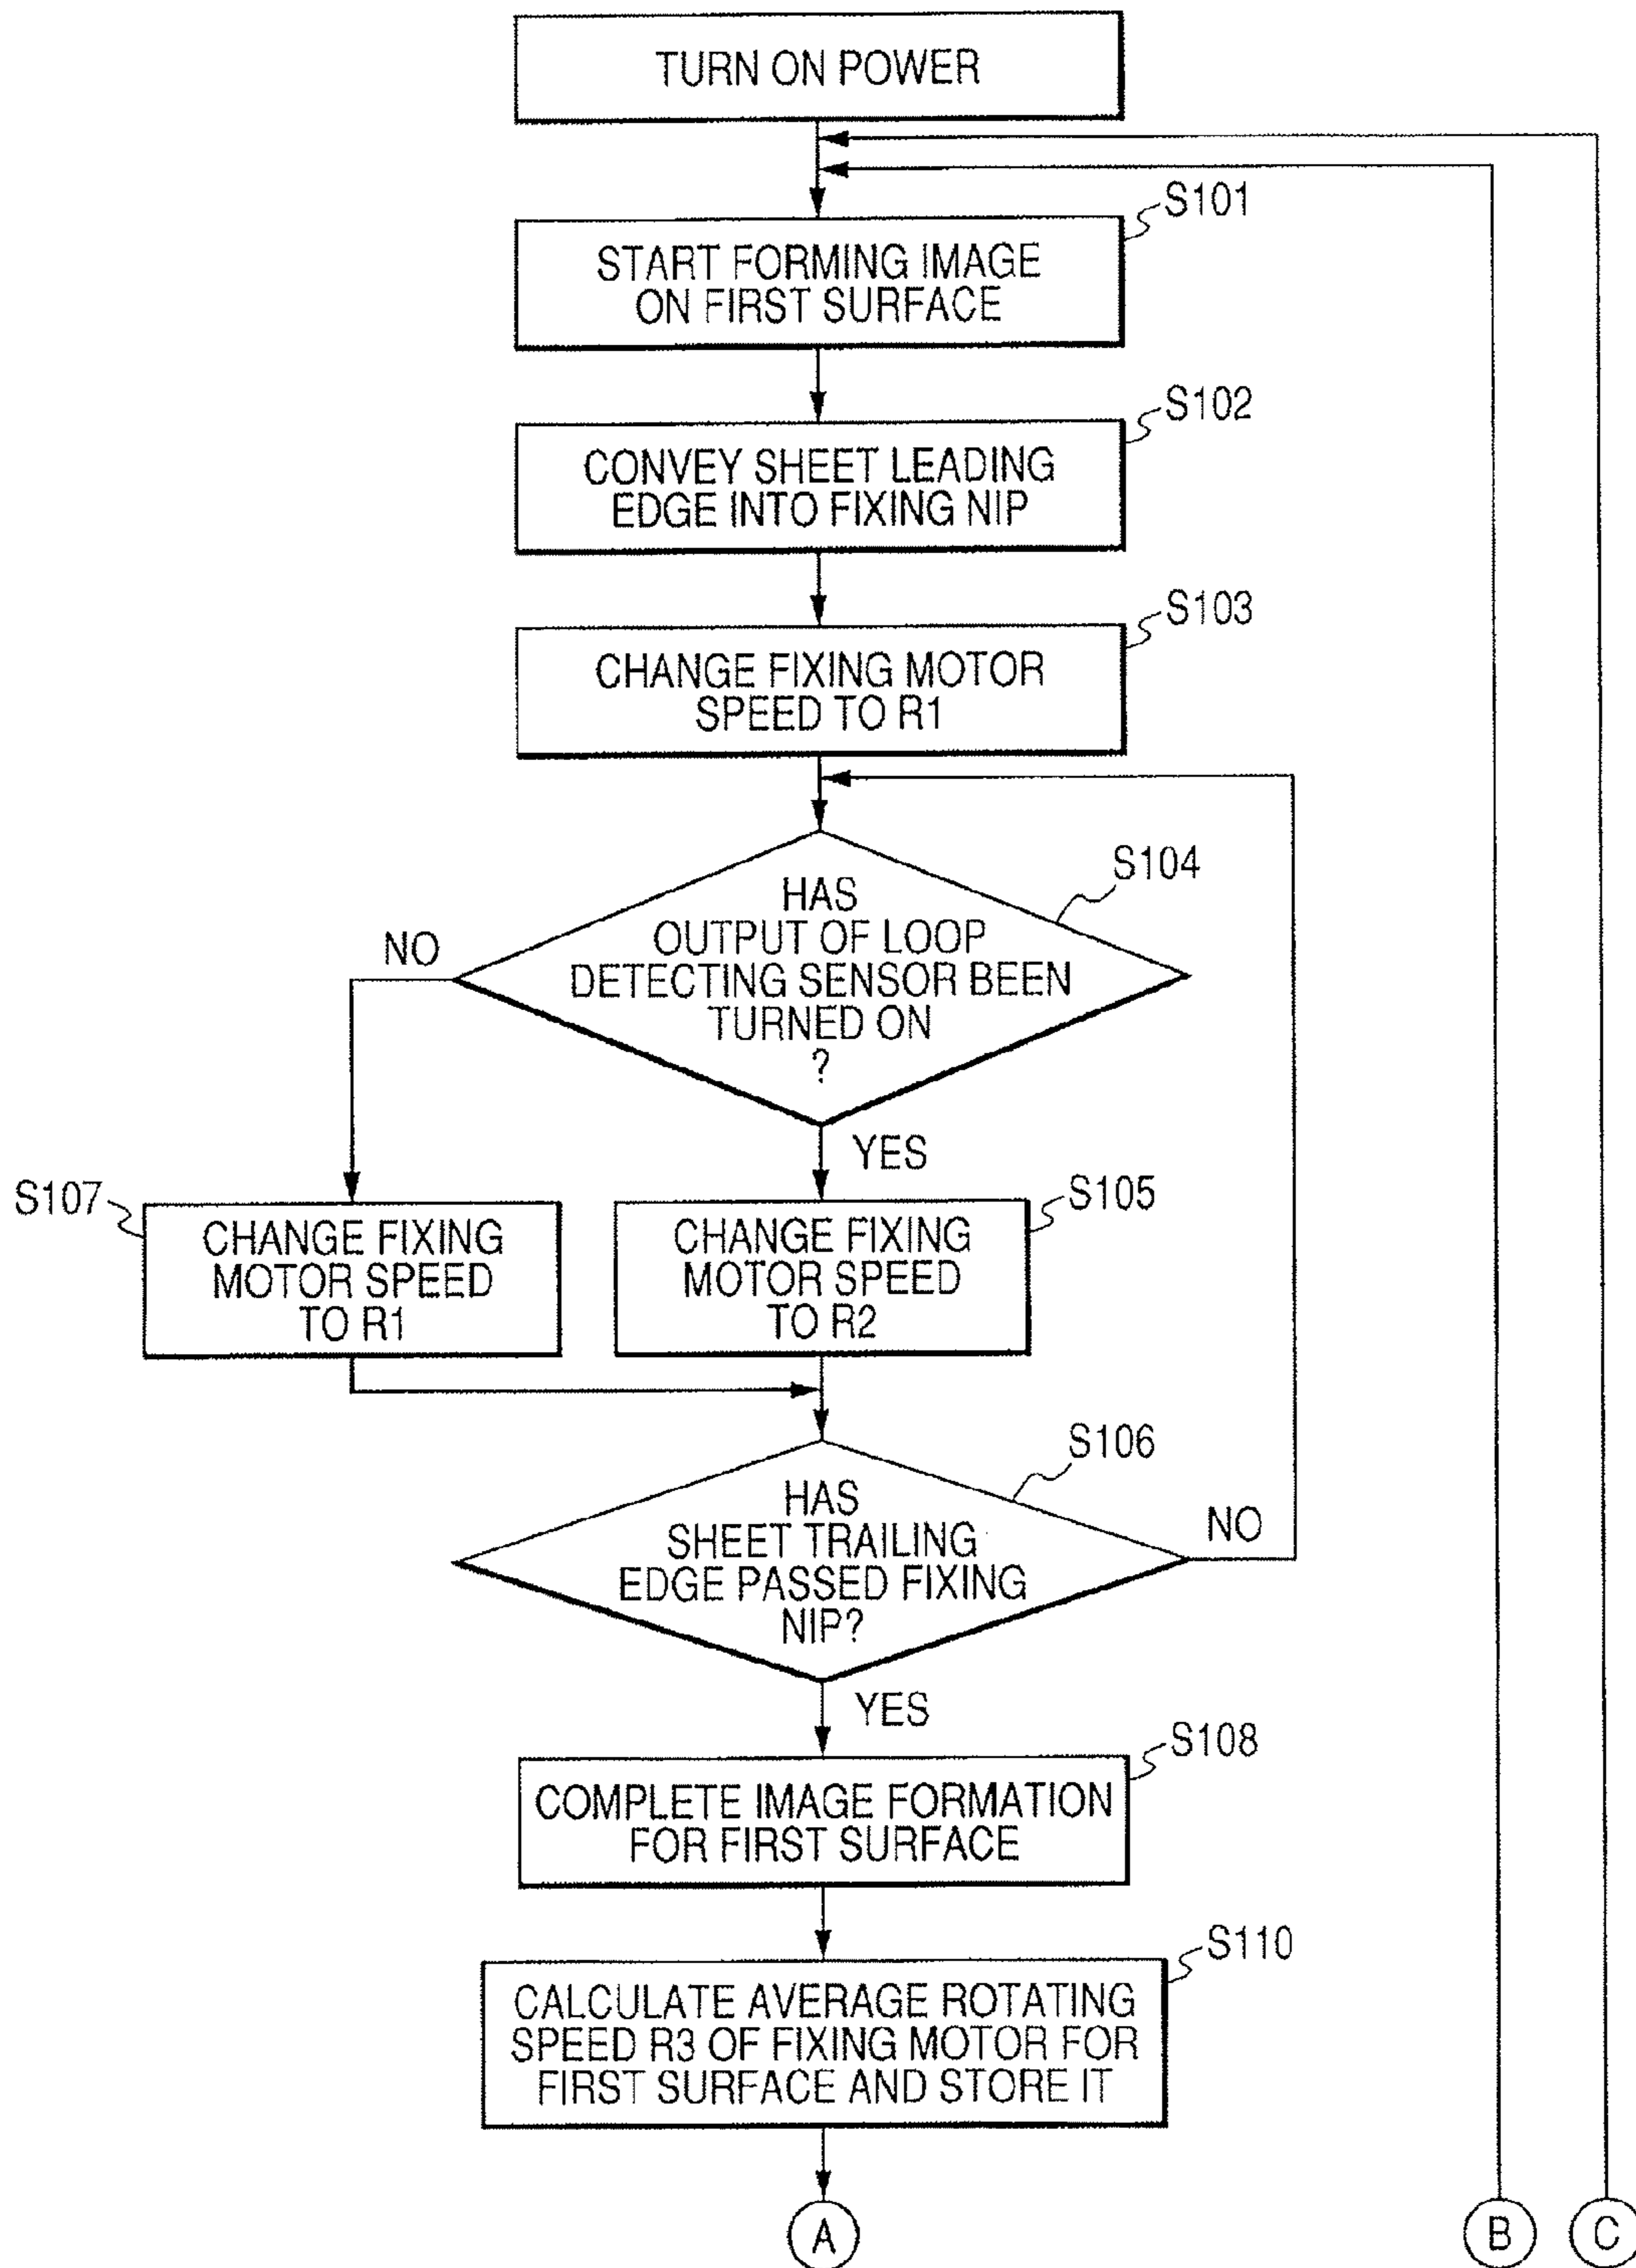 TURN ON POWER
S101
START FORMING IMAGE
ON FIRST SURFACE
S102
CONVEY SHEET LEADING
EDGE INTO FIXING NIP
S103
CHANGE FIXING MOTOR
SPEED TO R1
S104
HAS
OUTPUT OF LOOP
DETECTING SENSOR BEEN
TURNED ON
?
NO
YES
S107
CHANGE FIXING
MOTOR SPEED
TO R1
S105
CHANGE FIXING
MOTOR SPEED
TO R2
S106
HAS
SHEET TRAILING
EDGE PASSED FIXING
NIP?
NO
YES
S108
COMPLETE IMAGE FORMATION
FOR FIRST SURFACE
S110
CALCULATE AVERAGE ROTATING
SPEED R3 OF FIXING MOTOR FOR
FIRST SURFACE AND STORE IT
A
B
C